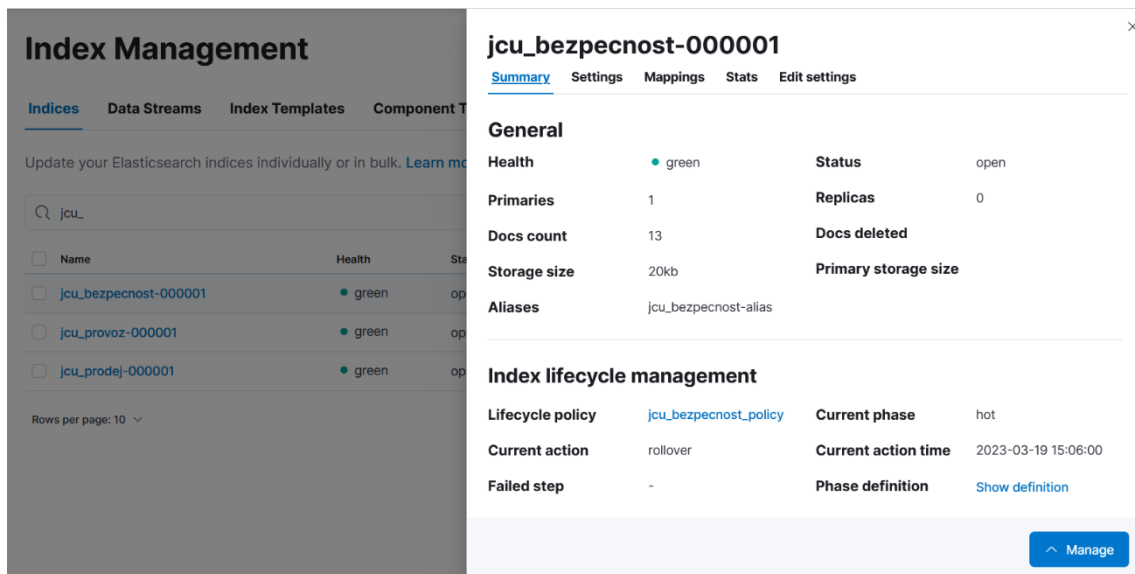 Index Management
Indices Data Streams Index Templates Component T
Update your Elasticsearch indices individually or in bulk. Learn mo
jcu_
Name Health Sta
jcu_bezpecnost-000001 green op
jcu_provoz-000001 green op
jcu_prodej-000001 green op
Rows per page: 10
jcu_bezpecnost-000001
Summary Settings Mappings Stats Edit settings
General
Health green Status open
Primaries 1 Replicas 0
Docs count 13 Docs deleted
Storage size 20kb Primary storage size
Aliases jcu_bezpecnost-alias
Index lifecycle management
Lifecycle policy jcu_bezpecnost_policy Current phase hot
Current action rollover Current action time 2023-03-19 15:06:00
Failed step - Phase definition Show definition
Manage